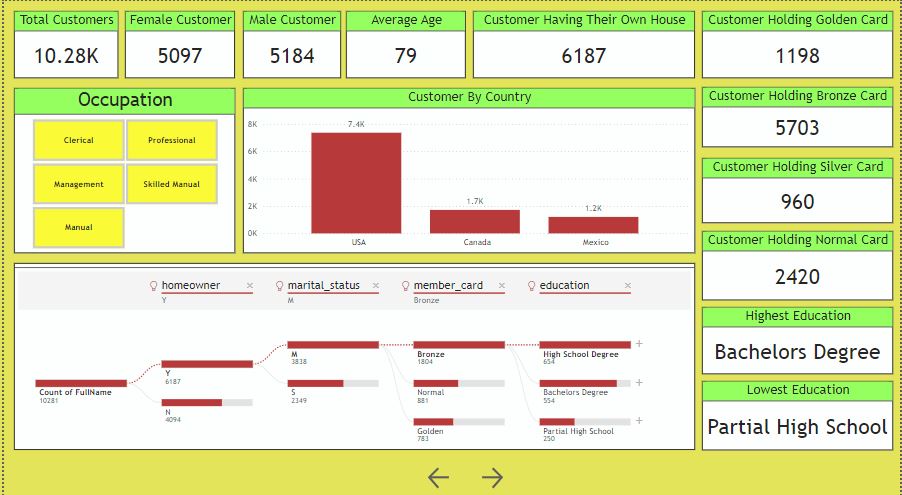 Total Customers
10.28K
Female Customer
5097
Male Customer
5184
Average Age
79
Customer Having Their Own House
6187
Customer Holding Golden Card
1198
Occupation
Clerical
Professional
Management
Skilled Manual
Manual
Customer By Country
8K
6K
4K
2K
0K
7.4K
1.7K
1.2K
USA
Canada
Mexico
Customer Holding Bronze Card
5703
Customer Holding Silver Card
960
Customer Holding Normal Card
2420
Highest Education
Bachelors Degree
Lowest Education
Partial High School
homeowner
Y
marital_status
M
member_card
Bronze
education
Count of FullName
10281
Y
6187
N
4094
M
3838
S
2349
Bronze
1804
Normal
881
Golden
783
High School Degree
654
Bachelors Degree
554
Partial High School
250